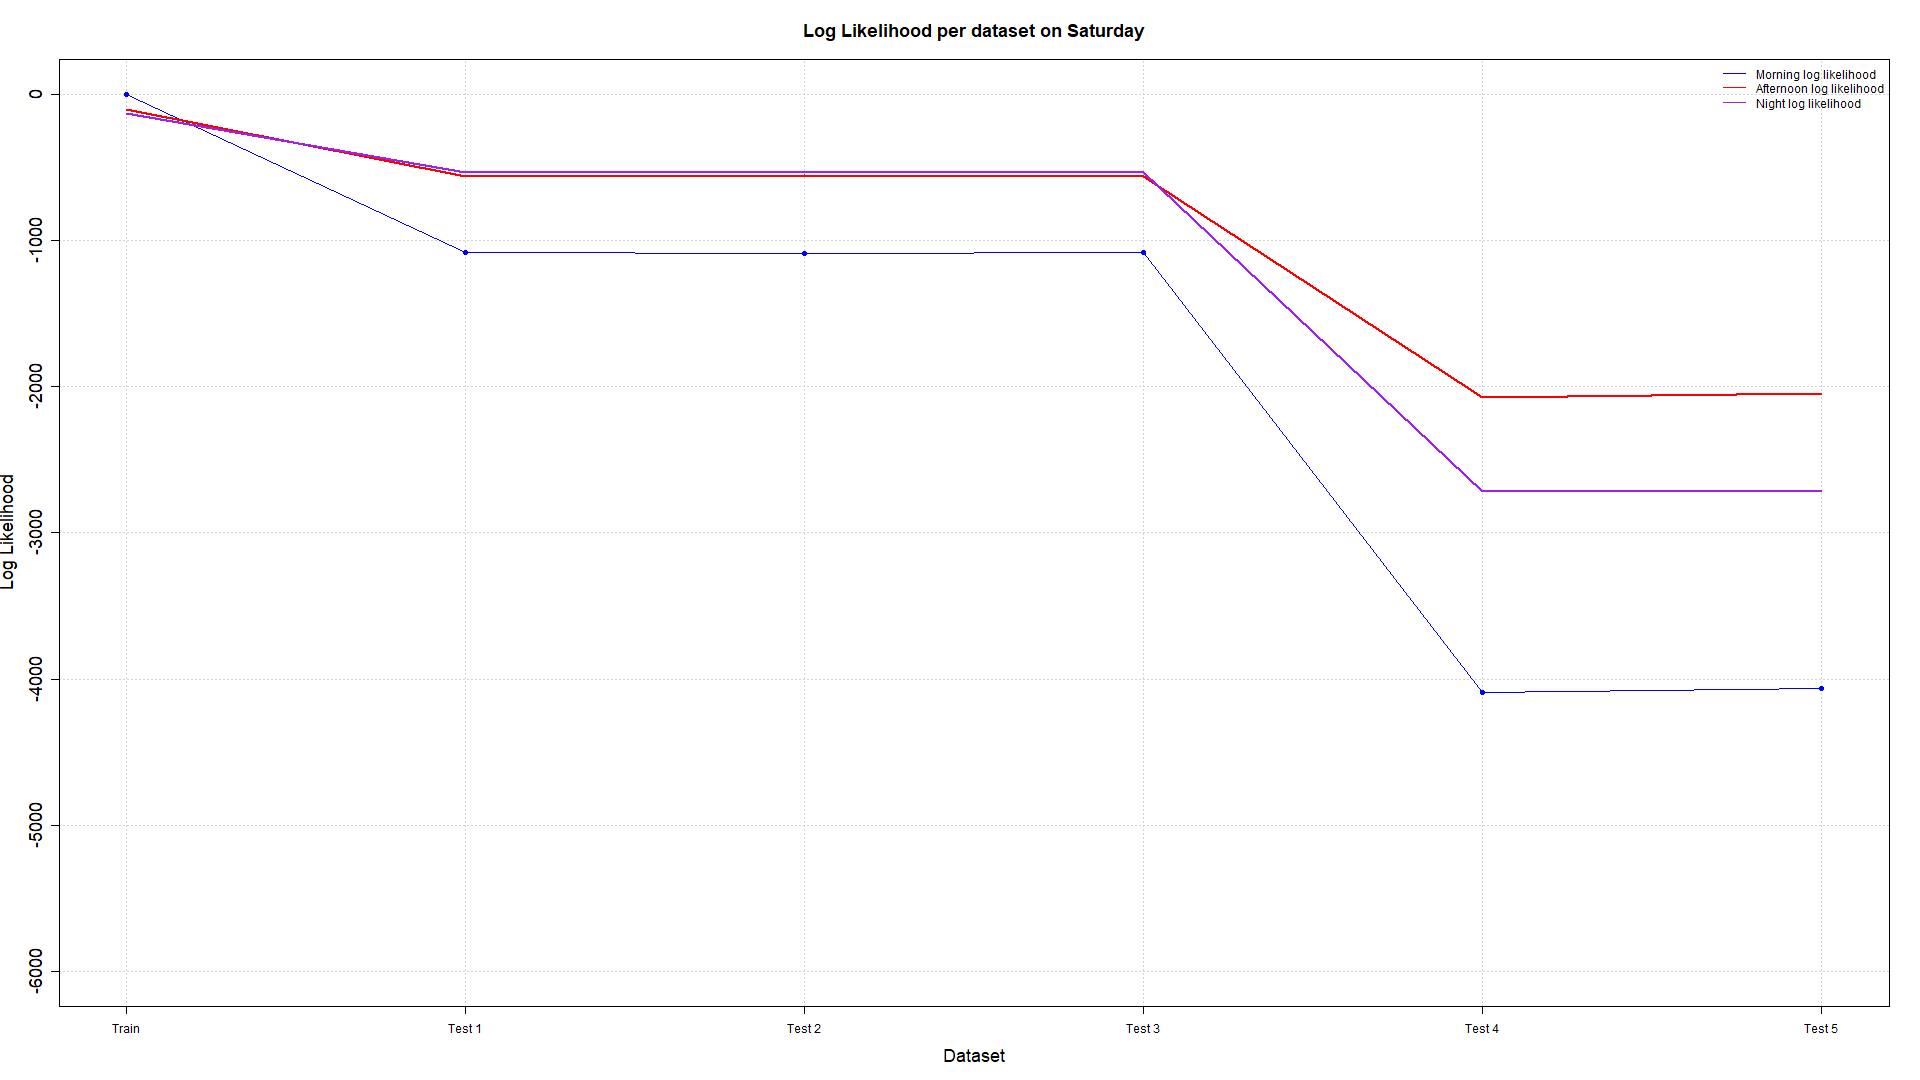 Log Likelihood per dataset on Saturday
Morning log likelihood
Afternoon log likelihood
Night log likelihood
Log Likelihood
0
-1000
-2000
-3000
-4000
-5000
-6000
Train Test 1 Test 2 Test 3 Test 4 Test 5
Dataset